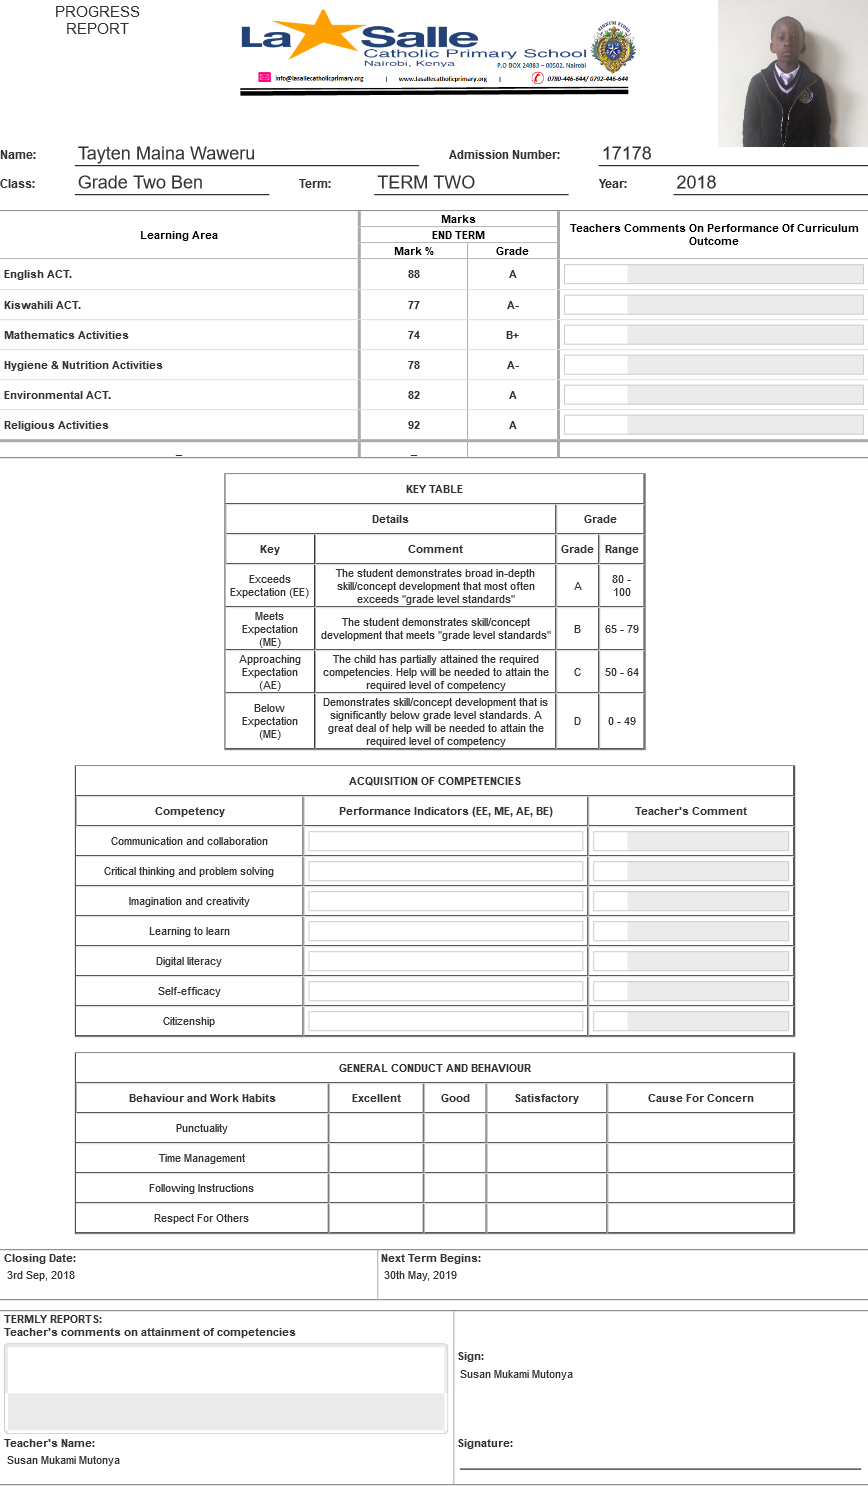 PROGRESS
REPORT
La Salle
Catholic Primary School
Nairobi, Kenya
P.O BOX 24083 – 00502, Nairobi
info@lasallecatholicprimary.org | www.lasallecatholicprimary.org | 0780-446-644/ 0792-446-644
Name: Tayten Maina Waweru Admission Number: 17178
Class: Grade Two Ben Term: TERM TWO Year: 2018
Learning Area Marks Teachers Comments On Performance Of Curriculum Outcome
END TERM
Mark % Grade
English ACT. 88 A
Kiswahili ACT. 77 A-
Mathematics Activities 74 B+
Hygiene & Nutrition Activities 78 A-
Environmental ACT. 82 A
Religious Activities 92 A
_ _
KEY TABLE
Details Grade
Key Comment Grade Range
Exceeds Expectation (EE) The student demonstrates broad in-depth skill/concept development that most often exceeds "grade level standards" A 80 - 100
Meets Expectation (ME) The student demonstrates skill/concept development that meets "grade level standards" B 65 - 79
Approaching Expectation (AE) The child has partially attained the required competencies. Help will be needed to attain the required level of competency C 50 - 64
Below Expectation (ME) Demonstrates skill/concept development that is significantly below grade level standards. A great deal of help will be needed to attain the required level of competency D 0 - 49
ACQUISITION OF COMPETENCIES
Competency Performance Indicators (EE, ME, AE, BE) Teacher's Comment
Communication and collaboration
Critical thinking and problem solving
Imagination and creativity
Learning to learn
Digital literacy
Self-efficacy
Citizenship
GENERAL CONDUCT AND BEHAVIOUR
Behaviour and Work Habits Excellent Good Satisfactory Cause For Concern
Punctuality
Time Management
Following Instructions
Respect For Others
Closing Date: Next Term Begins:
3rd Sep, 2018 30th May, 2019
TERMLY REPORTS:
Teacher's comments on attainment of competencies
Sign:
Susan Mukami Mutonya
Teacher's Name: Signature:
Susan Mukami Mutonya